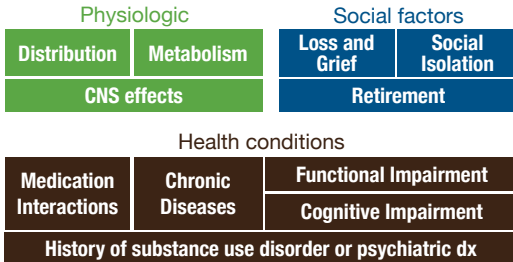 Physiologic
Distribution
Metabolism
CNS effects
Social factors
Loss and
Grief
Social
Isolation
Retirement
Health conditions
Medication
Interactions
Chronic
Diseases
Functional Impairment
Cognitive Impairment
History of substance use disorder or psychiatric dx